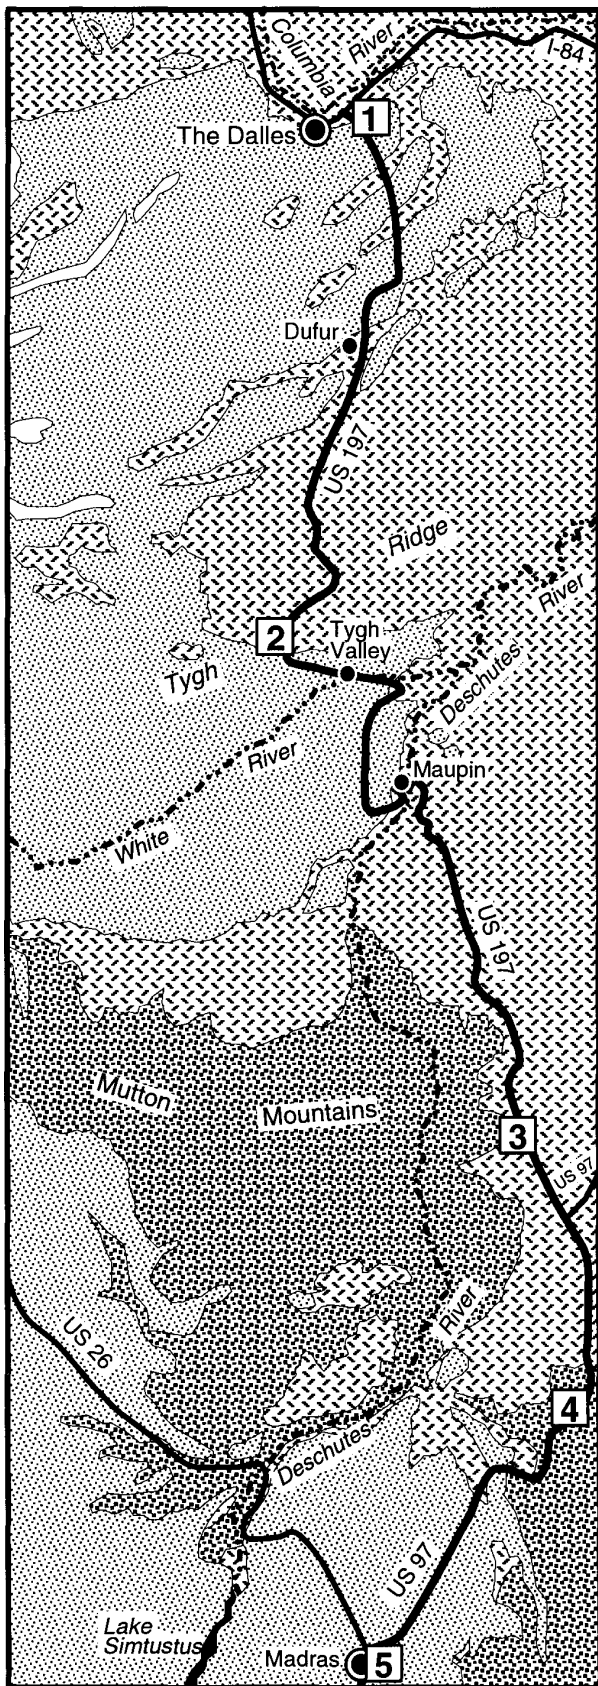 Columbia
River
I-84
1
The Dalles
Dufur
US 197
Ridge
River
2
Tygh
Valley
Tygh
Deschutes
River
Maupin
White
US 197
Mutton
Mountains
3
US 97
River
US 26
4
Deschutes
US 97
Lake
Simtustus
Madras
5